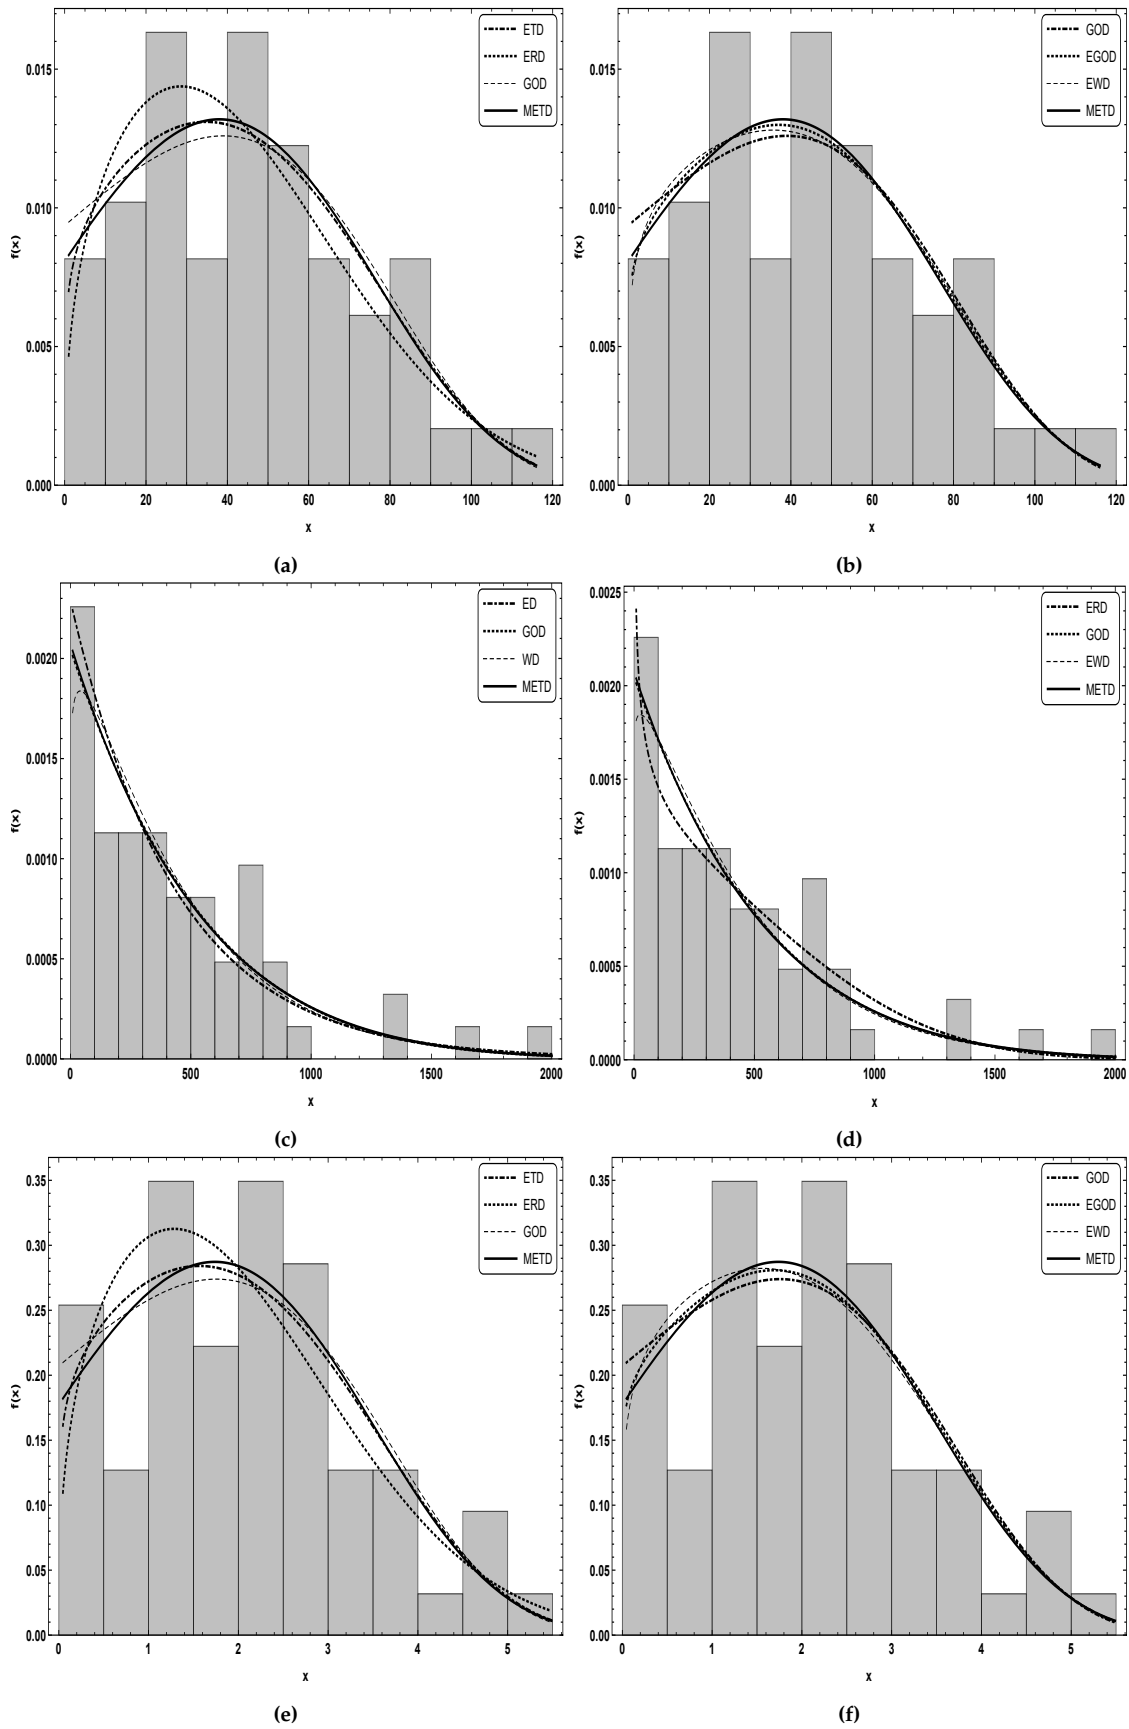 ETD
ERD
GOD
METD
0.015
0.010
0.005
0.000
f(x)
0 20 40 60 80 100 120
x
(a)
GOD
EGOD
EWD
METD
0.015
0.010
0.005
0.000
f(x)
0 20 40 60 80 100 120
x
(b)
ED
GOD
WD
METD
0.0020
0.0015
0.0010
0.0005
0.0000
f(x)
0 500 1000 1500 2000
x
(c)
ERD
GOD
EWD
METD
0.0025
0.0020
0.0015
0.0010
0.0005
0.0000
f(x)
0 500 1000 1500 2000
x
(d)
ETD
ERD
GOD
METD
0.35
0.30
0.25
0.20
0.15
0.10
0.05
0.00
f(x)
0 1 2 3 4 5
x
(e)
GOD
EGOD
EWD
METD
0.35
0.30
0.25
0.20
0.15
0.10
0.05
0.00
f(x)
0 1 2 3 4 5
x
(f)